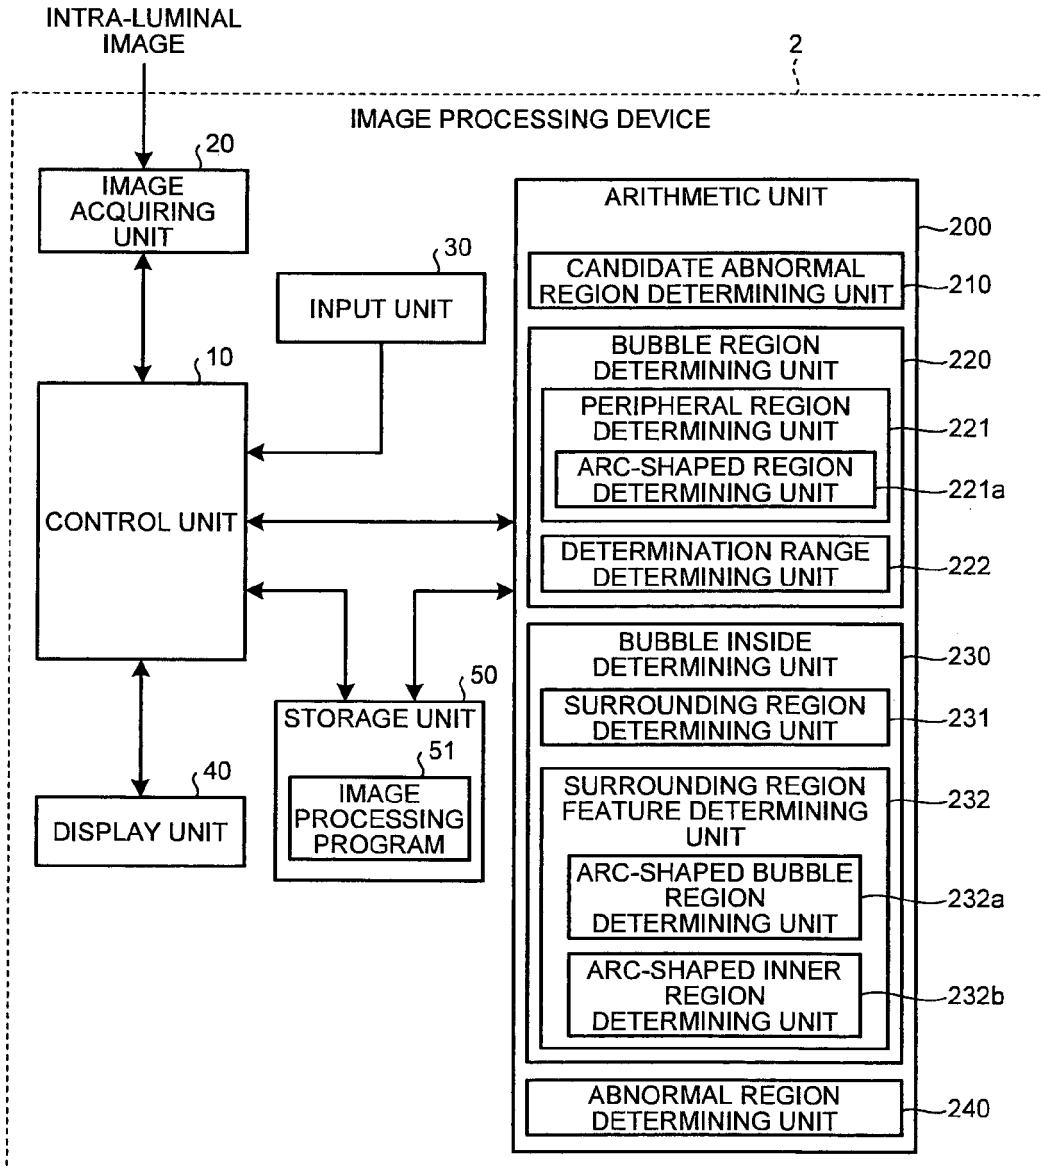 INTRA-LUMINAL
IMAGE
2
IMAGE PROCESSING DEVICE
20
IMAGE
ACQUIRING
UNIT
30
INPUT UNIT
10
CONTROL UNIT
40
DISPLAY UNIT
50
STORAGE UNIT
51
IMAGE
PROCESSING
PROGRAM
ARITHMETIC UNIT
200
CANDIDATE ABNORMAL
REGION DETERMINING UNIT
210
BUBBLE REGION
DETERMINING UNIT
220
PERIPHERAL REGION
DETERMINING UNIT
221
ARC-SHAPED REGION
DETERMINING UNIT
221a
DETERMINATION RANGE
DETERMINING UNIT
222
BUBBLE INSIDE
DETERMINING UNIT
230
SURROUNDING REGION
DETERMINING UNIT
231
SURROUNDING REGION
FEATURE DETERMINING
UNIT
232
ARC-SHAPED BUBBLE
REGION
DETERMINING UNIT
232a
ARC-SHAPED INNER
REGION
DETERMINING UNIT
232b
ABNORMAL REGION
DETERMINING UNIT
240